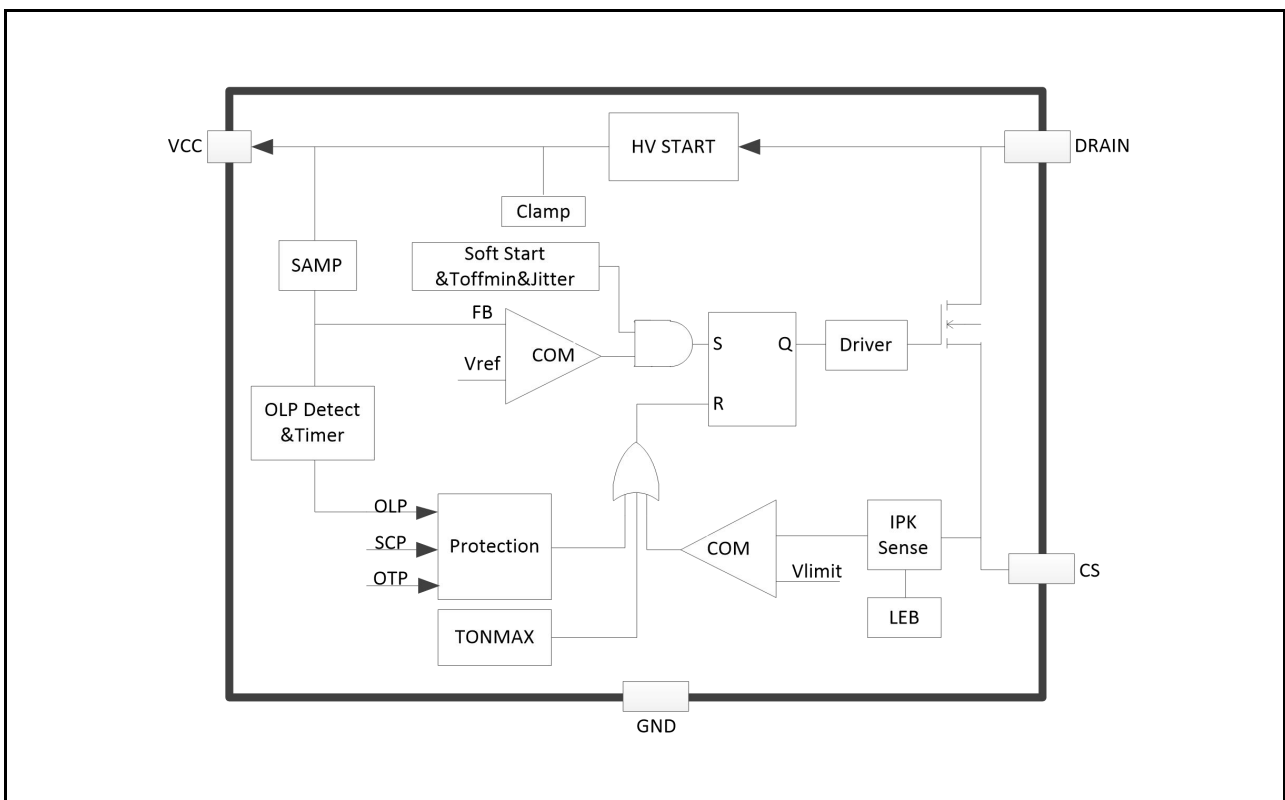 VCC
HV START
DRAIN
Clamp
SAMP
Soft Start
&Toffmin&Jitter
FB
COM
Vref
S
Q
Driver
R
OLP Detect
&Timer
OLP
SCP
OTP
Protection
COM
Vlimit
IPK
Sense
CS
LEB
TONMAX
GND